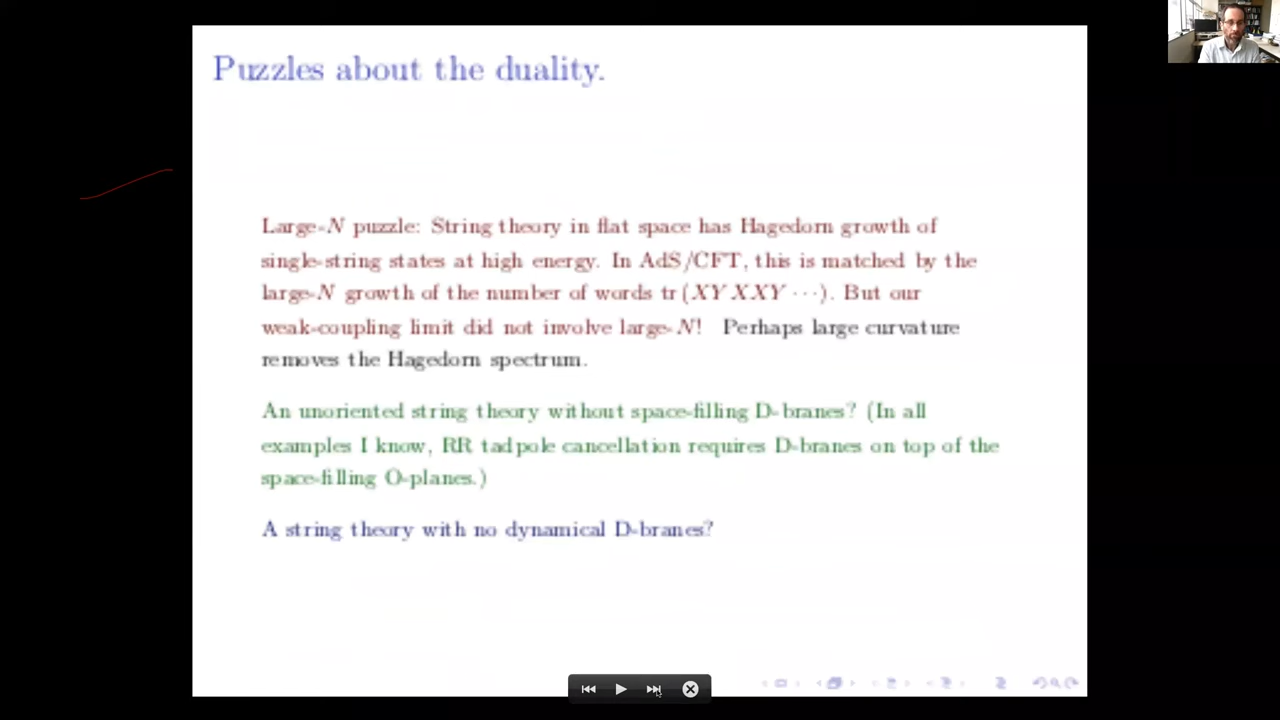 Puzzles about the duality.
Large-N puzzle: String theory in flat space has Hagedorn growth of
single-string states at high energy. In AdS/CFT, this is matched by the
large-N growth of the number of words tr(XYXXY ···). But our
weak-coupling limit did not involve large-N! Perhaps large curvature
removes the Hagedorn spectrum.
An unoriented string theory without space-filling D-branes? (In all
examples I know, RR tadpole cancellation requires D-branes on top of the
space-filling O-planes.)
A string theory with no dynamical D-branes?